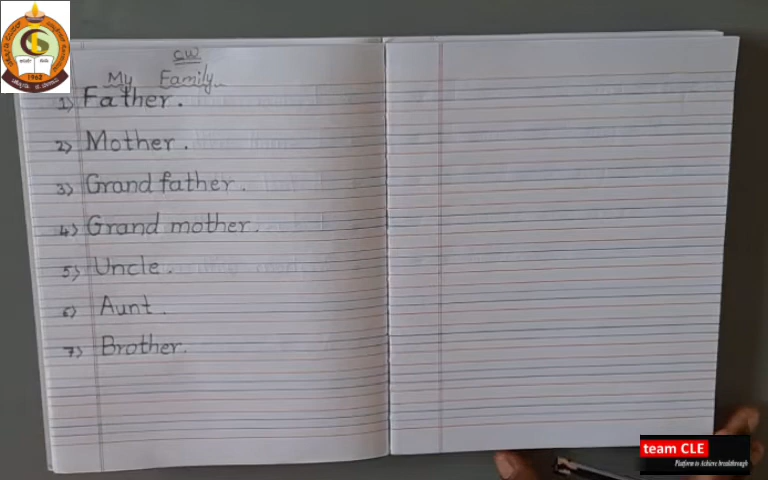 CW
My Family
1) Father.
2) Mother.
3) Grand father.
4) Grand mother.
5) Uncle.
6) Aunt.
7) Brother.
1962
team CLE
Platform to Achieve breakthrough